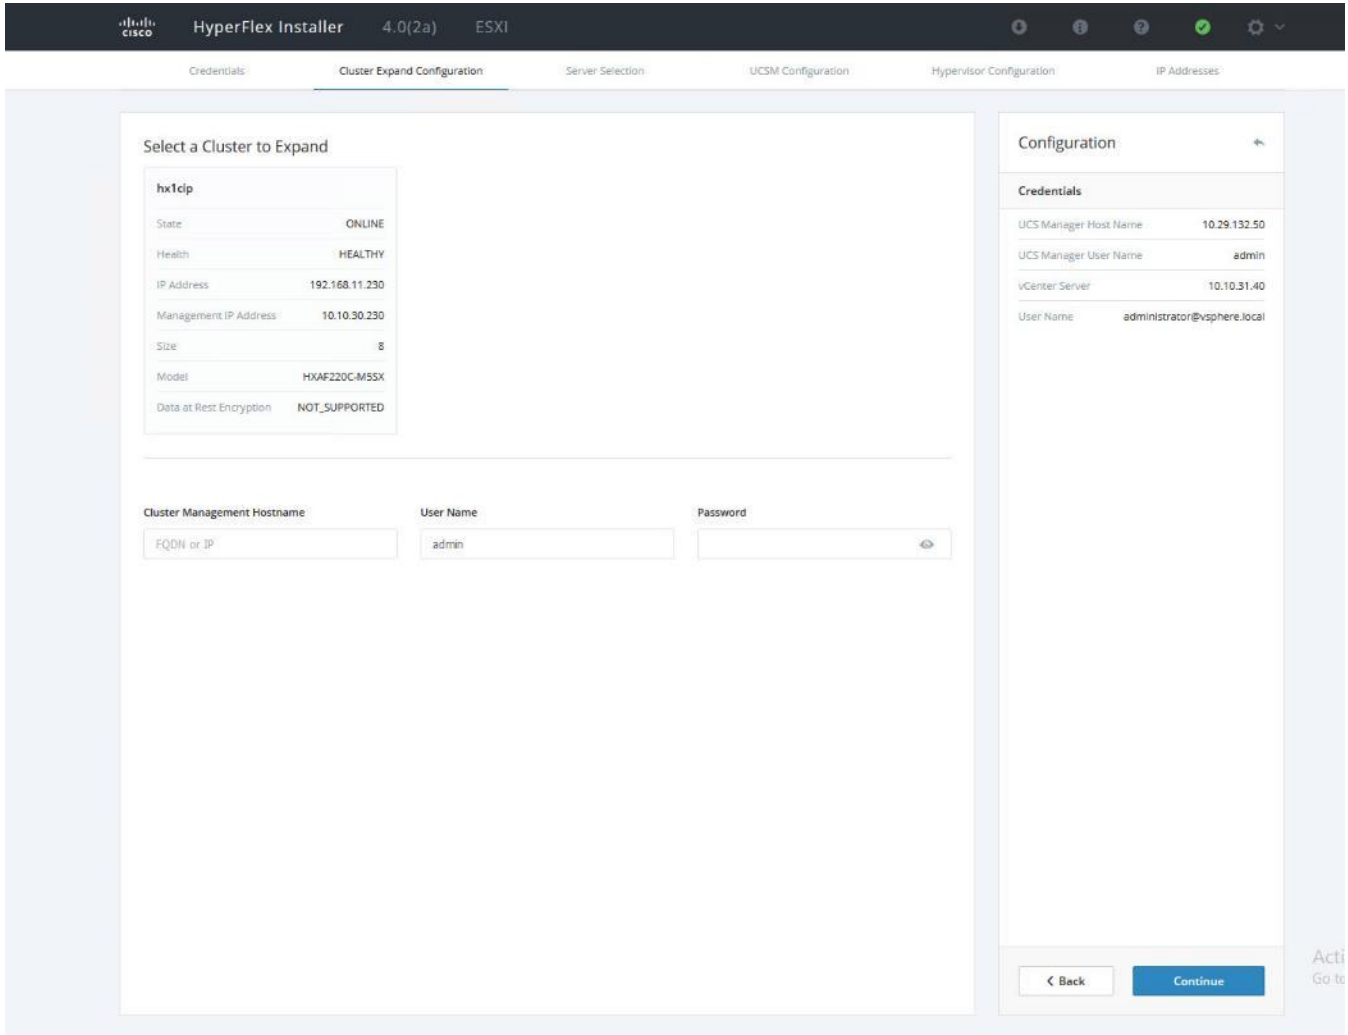 cisco HyperFlex Installer 4.0(2a) ESXI
Credentials Cluster Expand Configuration Server Selection UCSM Configuration Hypervisor Configuration IP Addresses
Select a Cluster to Expand
hx1clp
State ONLINE
Health HEALTHY
IP Address 192.168.11.230
Management IP Address 10.10.30.230
Size 8
Model HXAF220C-M5SX
Data at Rest Encryption NOT_SUPPORTED
Cluster Management Hostname User Name Password
FQDN or IP admin
Configuration
Credentials
UCS Manager Host Name 10.29.132.50
UCS Manager User Name admin
vCenter Server 10.10.31.40
User Name administrator@vsphere.local
Back Continue
Acti
Go to